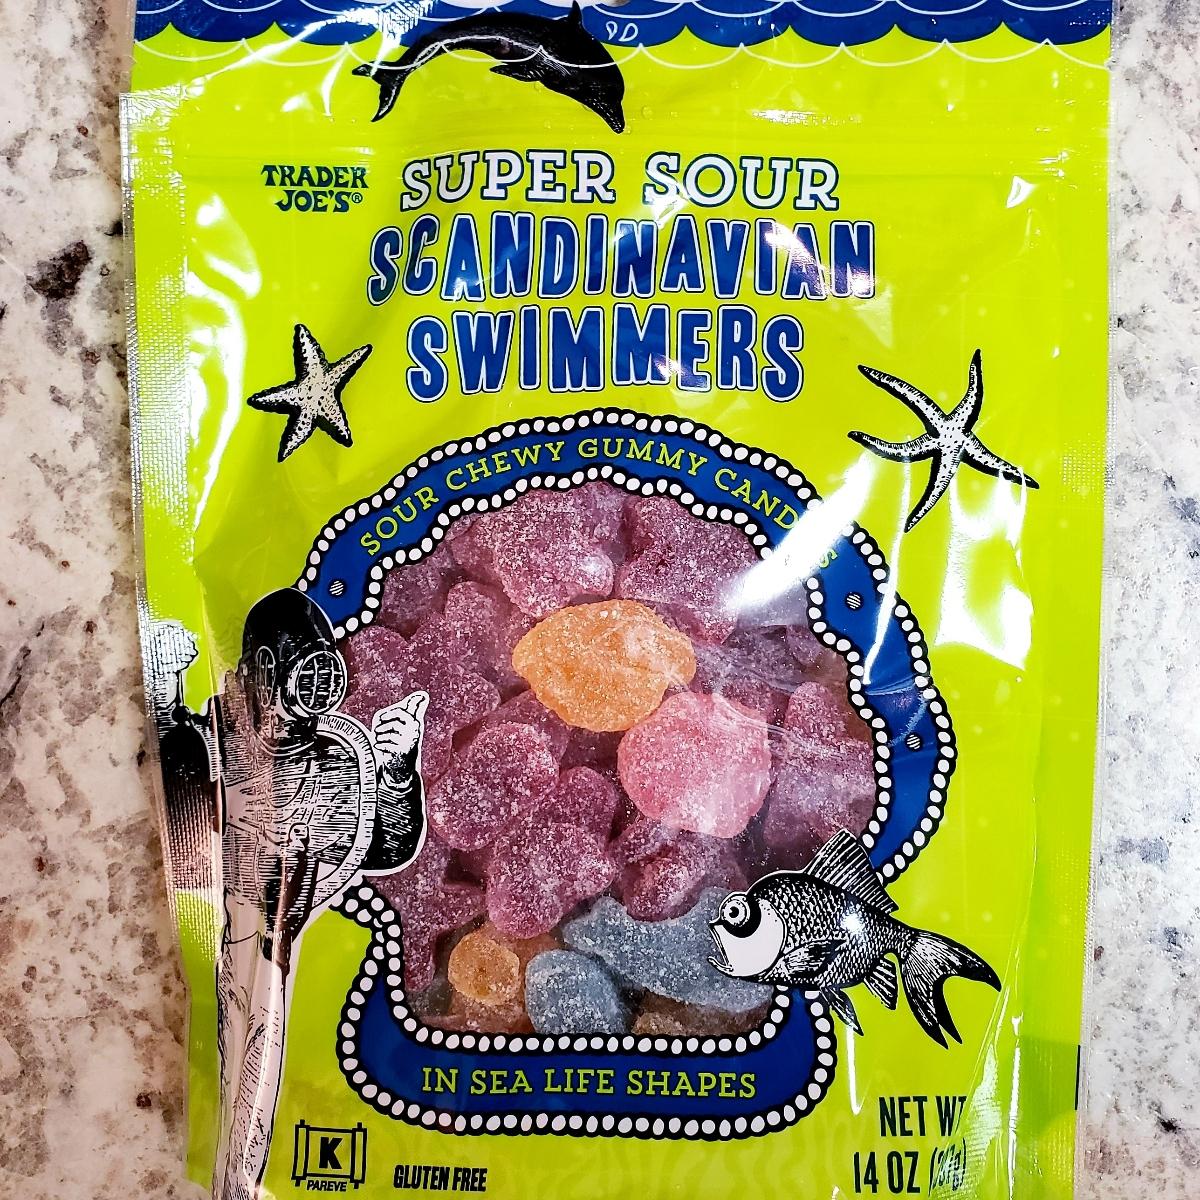 TRADER
JOE'S®
SUPER SOUR
SCANDINAVIAN
SWIMMERS
SOUR CHEWY GUMMY CANDIES
IN SEA LIFE SHAPES
K
PAREVE
GLUTEN FREE
NET WT
14 OZ